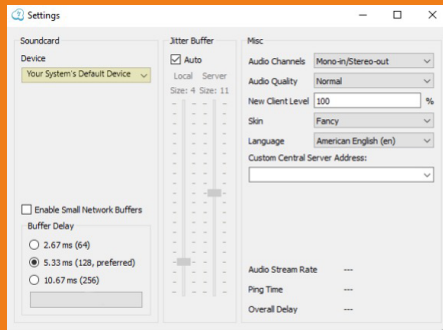 Settings
Soundcard
Device
Your System's Default Device
Enable Small Network Buffers
Buffer Delay
2.67 ms (64)
5.33 ms (128, preferred)
10.67 ms (256)
Jitter Buffer
Auto
Local Server
Size: 4 Size: 11
Misc
Audio Channels Mono-in/Stereo-out
Audio Quality Normal
New Client Level 100 %
Skin Fancy
Language American English (en)
Custom Central Server Address:
Audio Stream Rate ---
Ping Time ---
Overall Delay ---